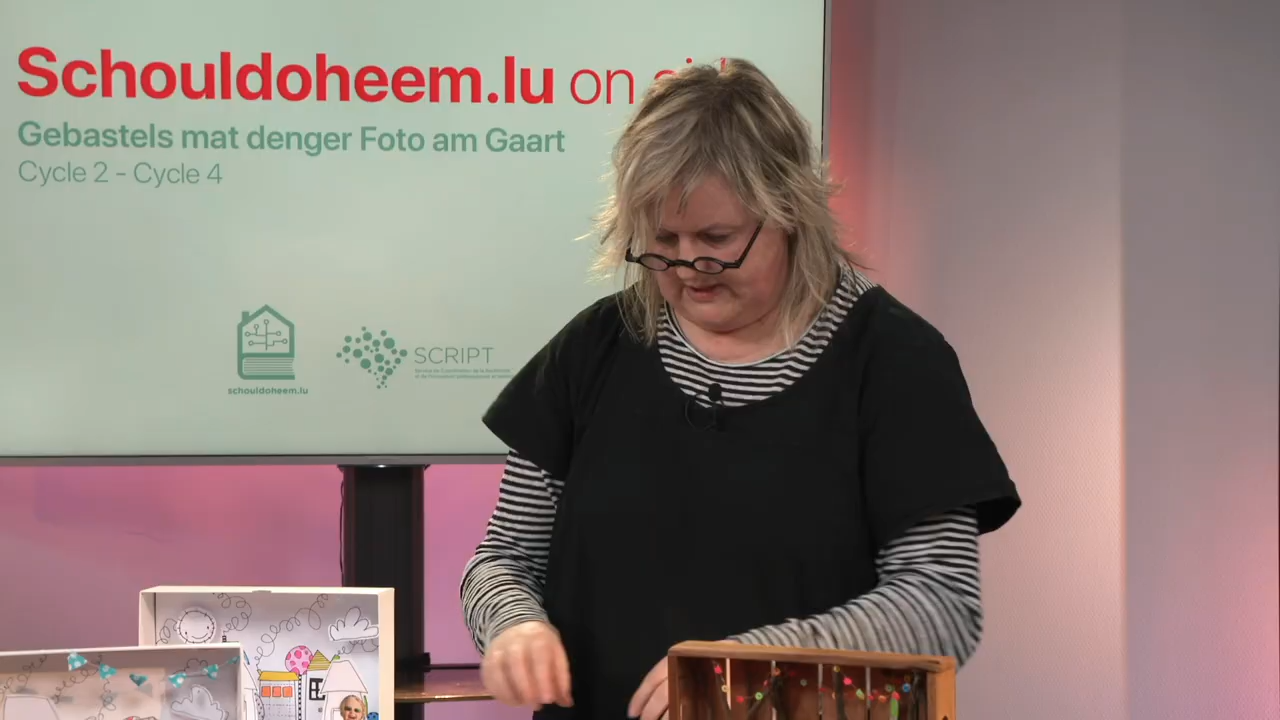 Schouldoheem.lu on
Gebastels mat denger Foto am Gaart
Cycle 2 - Cycle 4
schouldoheem.lu
SCRIPT